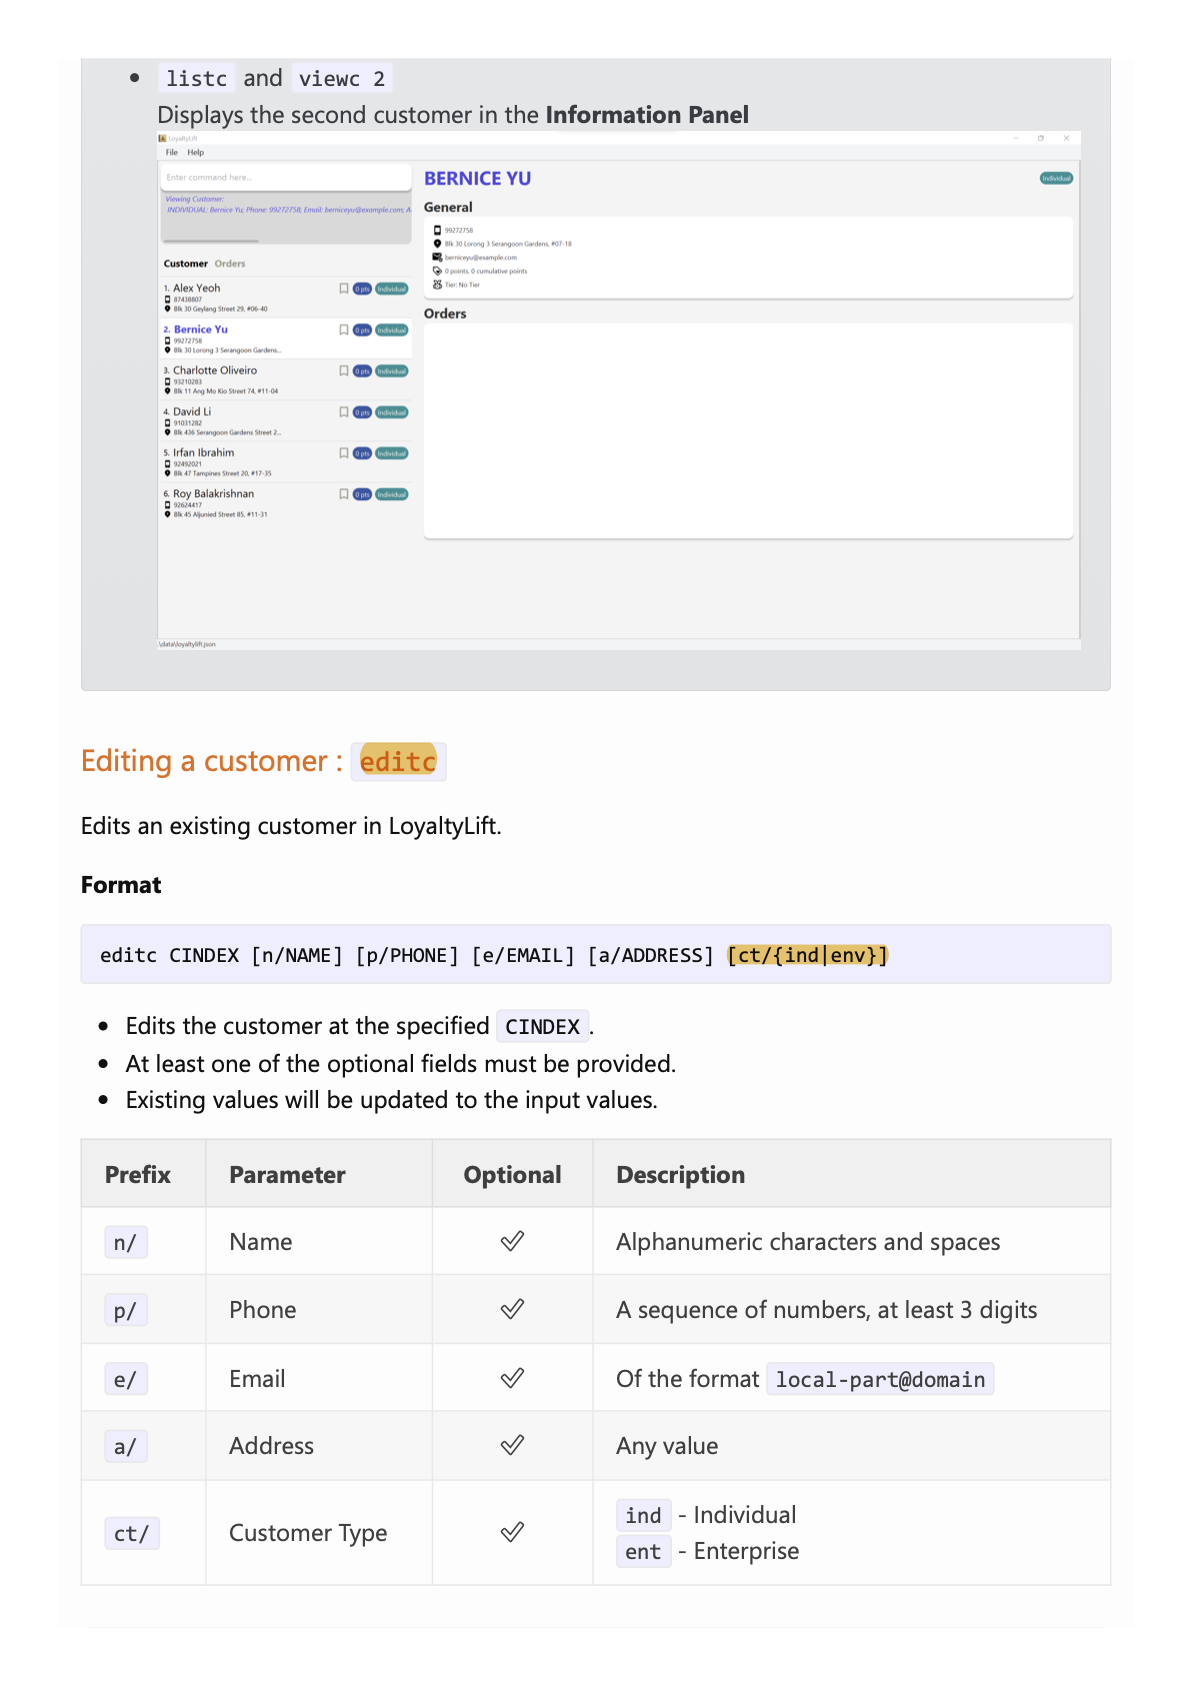 listc and viewc 2
Displays the second customer in the Information Panel
LoyaltyLift
File Help
Enter command here...
Viewing Customer:
INDIVIDUAL: Bernice Yu; Phone: 99272758; Email: berniceyu@example.com; A
Customer Orders
1. Alex Yeoh 0 pts Individual
87438807
Blk 30 Geylang Street 29, #06-40
2. Bernice Yu 0 pts Individual
99272758
Blk 30 Lorong 3 Serangoon Gardens...
3. Charlotte Oliveiro 0 pts Individual
93210283
Blk 11 Ang Mo Kio Street 74, #11-04
4. David Li 0 pts Individual
91031282
Blk 436 Serangoon Gardens Street 2...
5. Irfan Ibrahim 0 pts Individual
92492021
Blk 47 Tampines Street 20, #17-35
6. Roy Balakrishnan 0 pts Individual
92624417
Blk 45 Aljunied Street 85, #11-31
BERNICE YU Individual
General
99272758
Blk 30 Lorong 3 Serangoon Gardens, #07-18
berniceyu@example.com
0 points, 0 cumulative points
Tier: No Tier
Orders
.\data\loyaltylift.json
Editing a customer : editc
Edits an existing customer in LoyaltyLift.
Format
editc CINDEX [n/NAME] [p/PHONE] [e/EMAIL] [a/ADDRESS] [ct/{ind|env}]
Edits the customer at the specified CINDEX.
At least one of the optional fields must be provided.
Existing values will be updated to the input values.
Prefix Parameter Optional Description
n/ Name Alphanumeric characters and spaces
p/ Phone A sequence of numbers, at least 3 digits
e/ Email Of the format local-part@domain
a/ Address Any value
ct/ Customer Type ind - Individual
ent - Enterprise